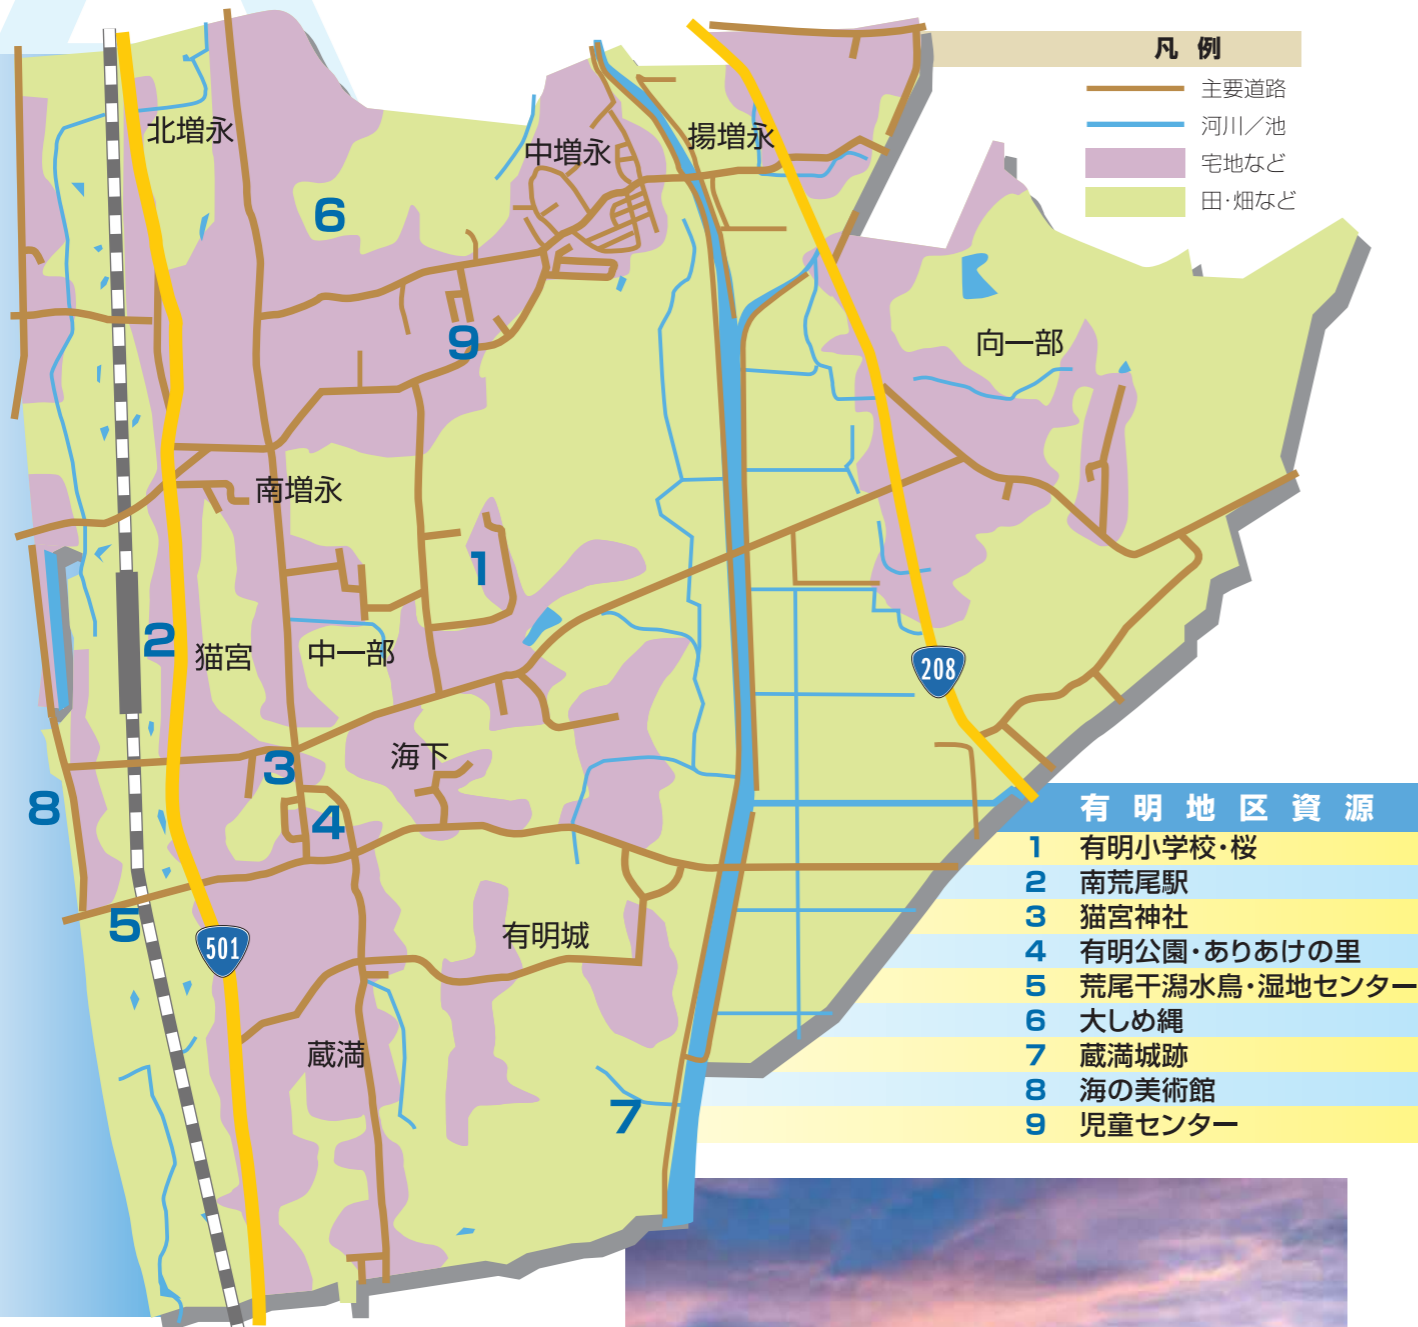 凡 例
主要道路
河川／池
宅地など
田・畑など
北増永
中増永
揚増永
6
9
向一部
南増永
1
2
猫宮
中一部
208
海下
3
8
4
5
501
有明城
蔵満
7
有明地区資源
1 有明小学校・桜
2 南荒尾駅
3 猫宮神社
4 有明公園・ありあけの里
5 荒尾干潟水鳥・湿地センター
6 大しめ縄
7 蔵満城跡
8 海の美術館
9 児童センター